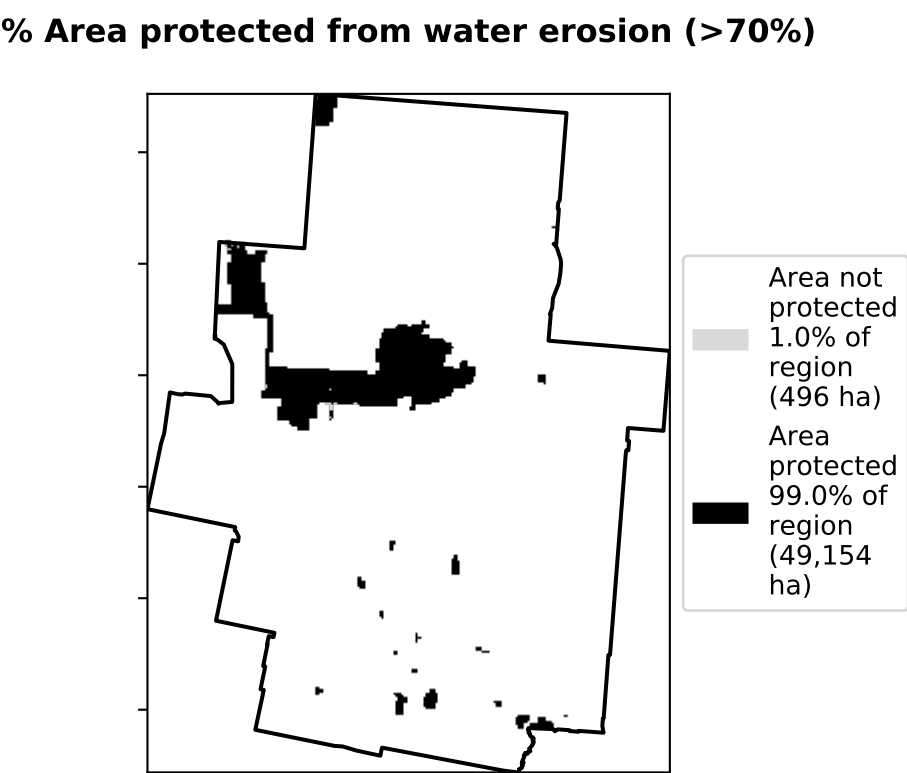 % Area protected from water erosion (>70%)
Area not
protected
1.0% of
region
(496 ha)
Area
protected
99.0% of
region
(49,154
ha)